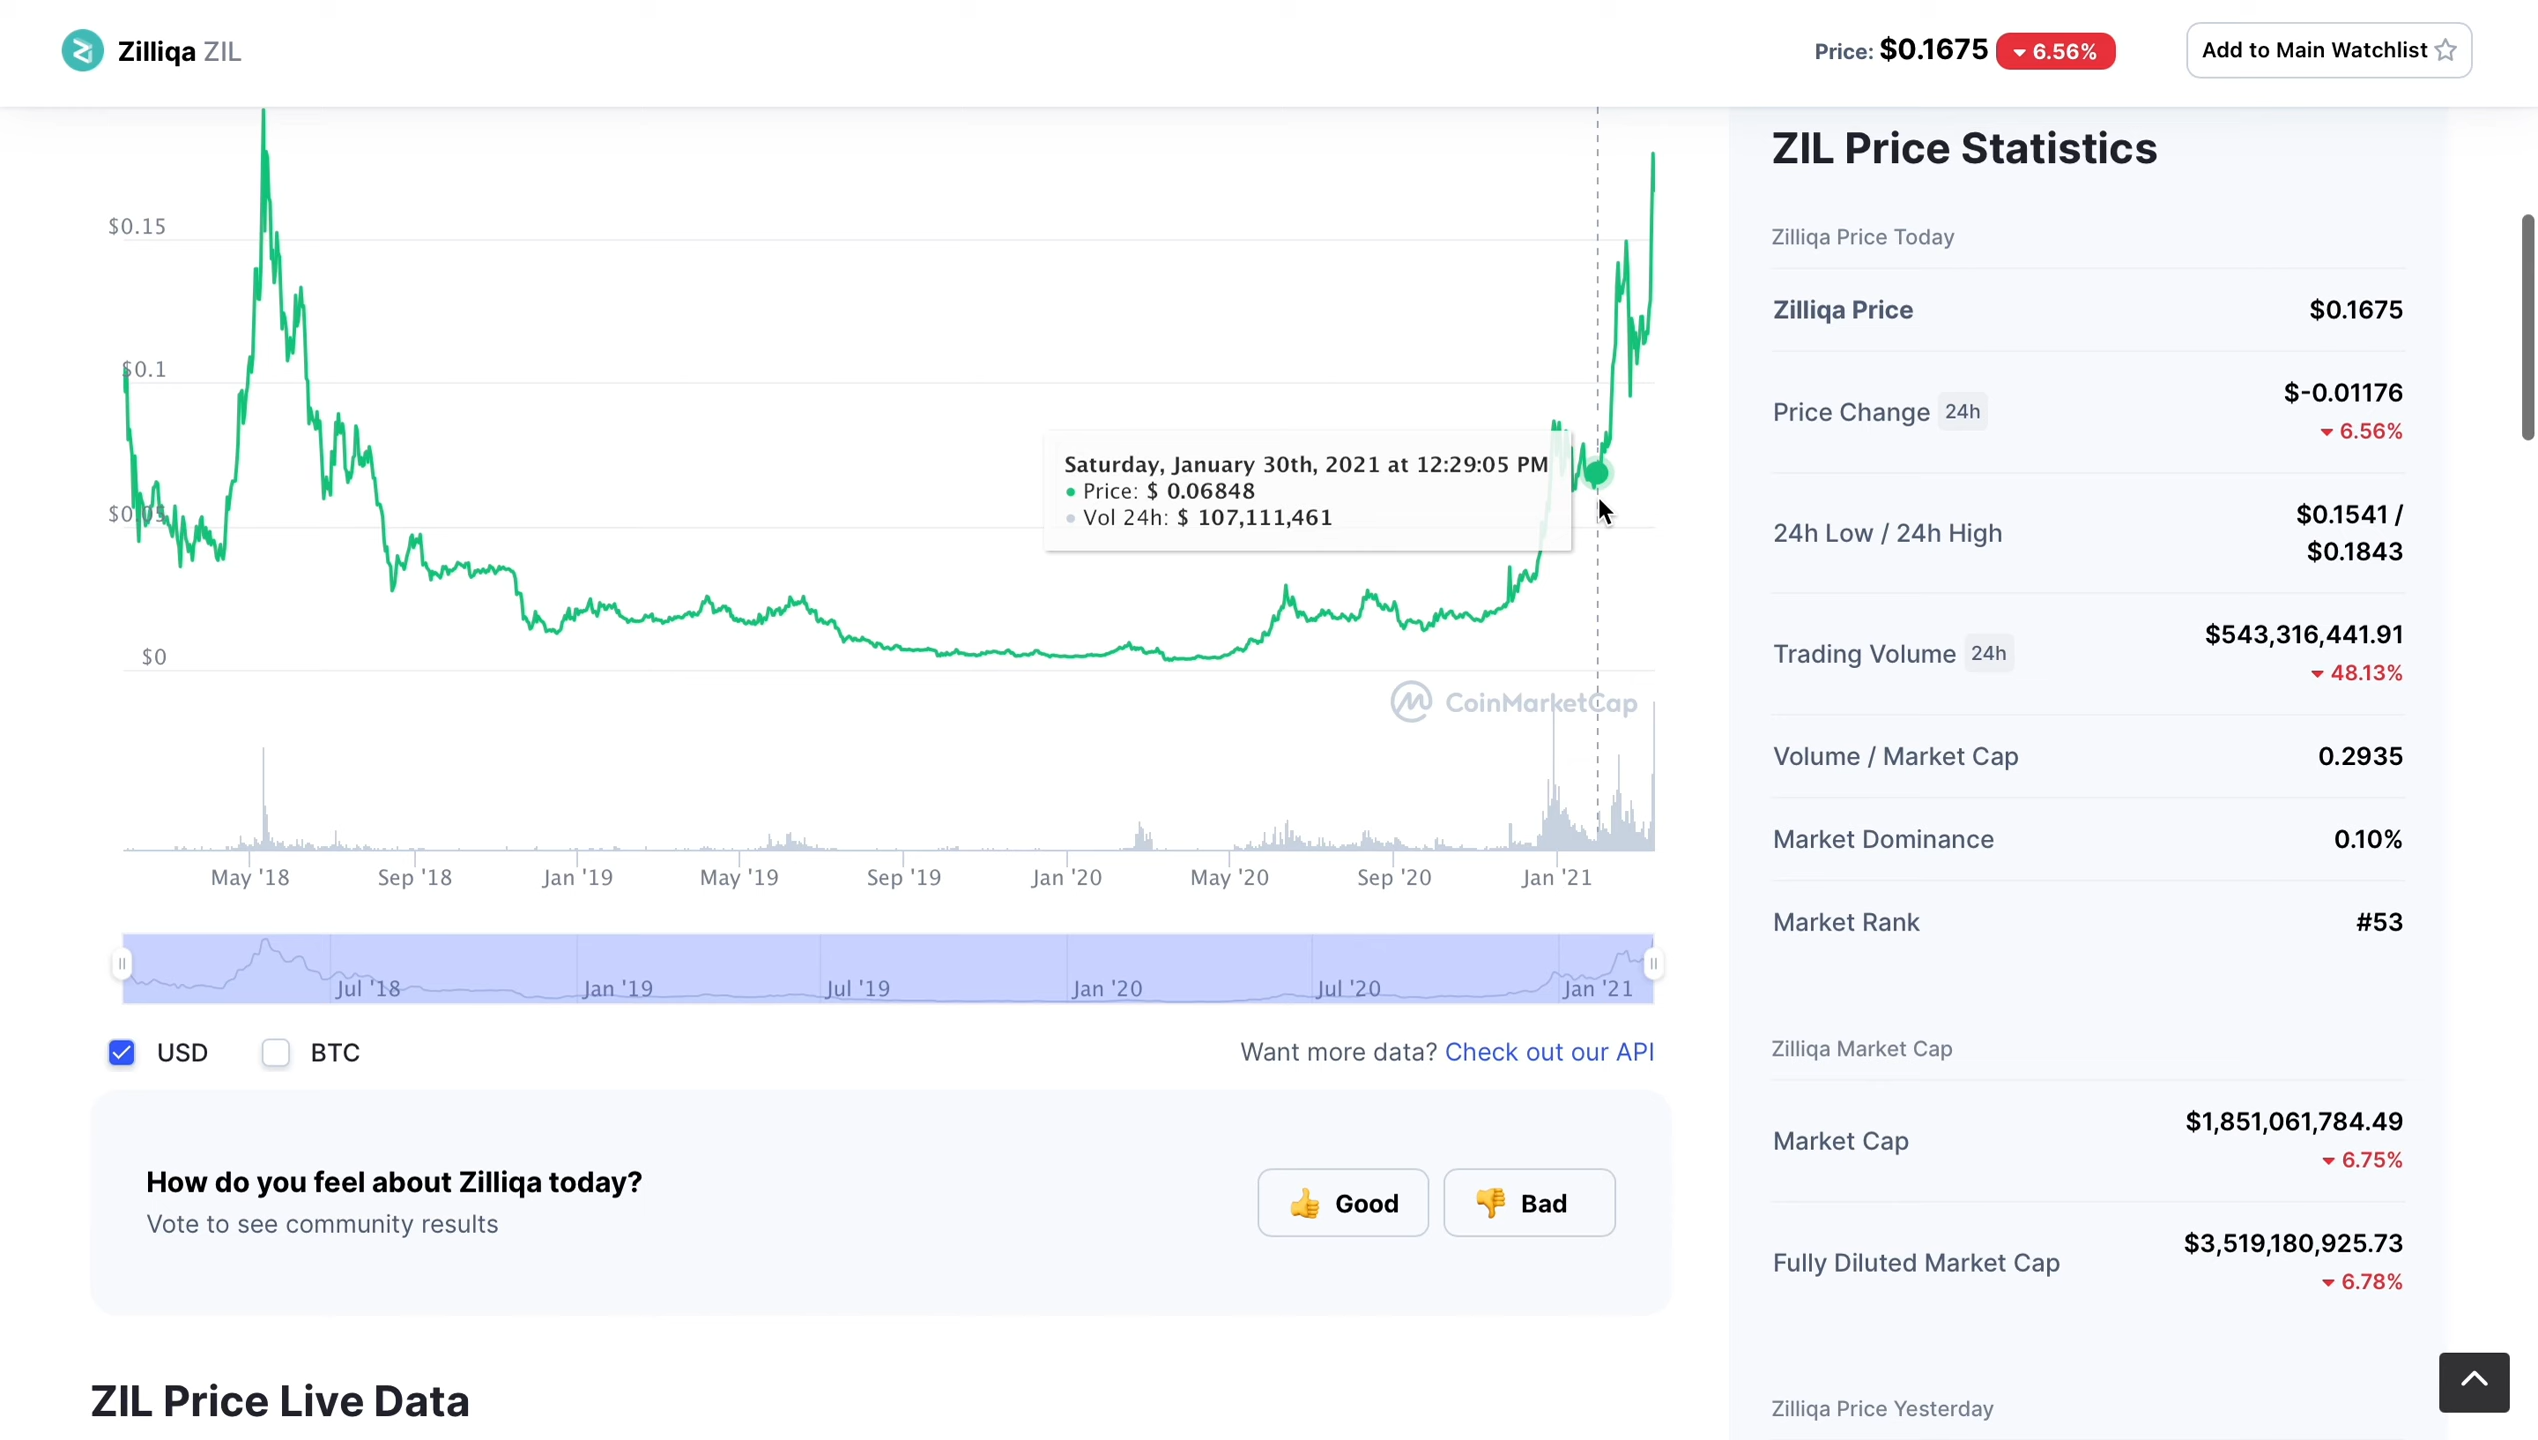 Zilliqa ZIL
Price: $0.1675 6.56%
Add to Main Watchlist
$0.15
$0.1
$0.05
$0
Saturday, January 30th, 2021 at 12:29:05 PM
Price: $ 0.06848
Vol 24h: $ 107,111,461
CoinMarketCap
May '18 Sep '18 Jan '19 May '19 Sep '19 Jan '20 May '20 Sep '20 Jan '21
Jul '18 Jan '19 Jul '19 Jan '20 Jul '20 Jan '21
USD BTC
Want more data? Check out our API
How do you feel about Zilliqa today?
Vote to see community results
Good Bad
ZIL Price Live Data
ZIL Price Statistics
Zilliqa Price Today
Zilliqa Price $0.1675
Price Change 24h $-0.01176
6.56%
24h Low / 24h High $0.1541 /
$0.1843
Trading Volume 24h $543,316,441.91
48.13%
Volume / Market Cap 0.2935
Market Dominance 0.10%
Market Rank #53
Zilliqa Market Cap
Market Cap $1,851,061,784.49
6.75%
Fully Diluted Market Cap $3,519,180,925.73
6.78%
Zilliqa Price Yesterday